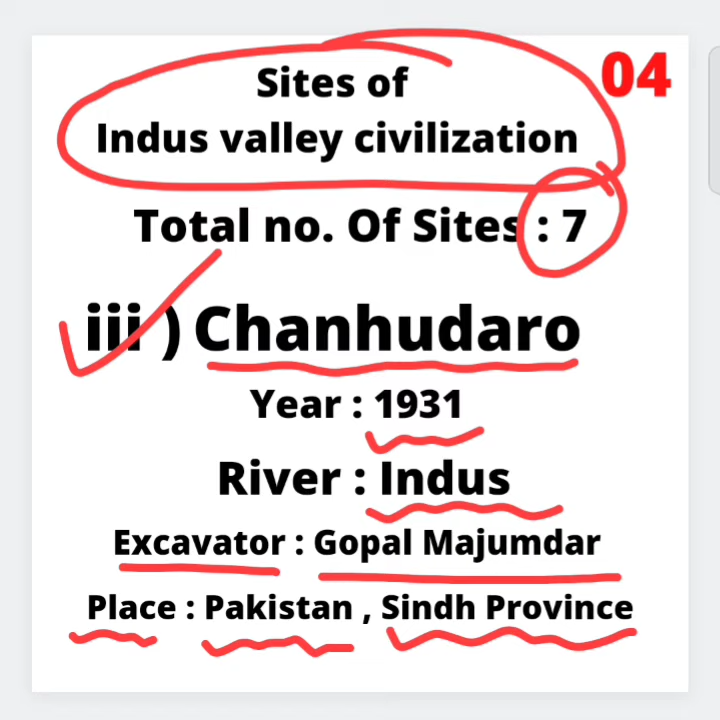 04
Sites of
Indus valley civilization
Total no. Of Sites : 7
iii ) Chanhudaro
Year : 1931
River : Indus
Excavator : Gopal Majumdar
Place : Pakistan , Sindh Province